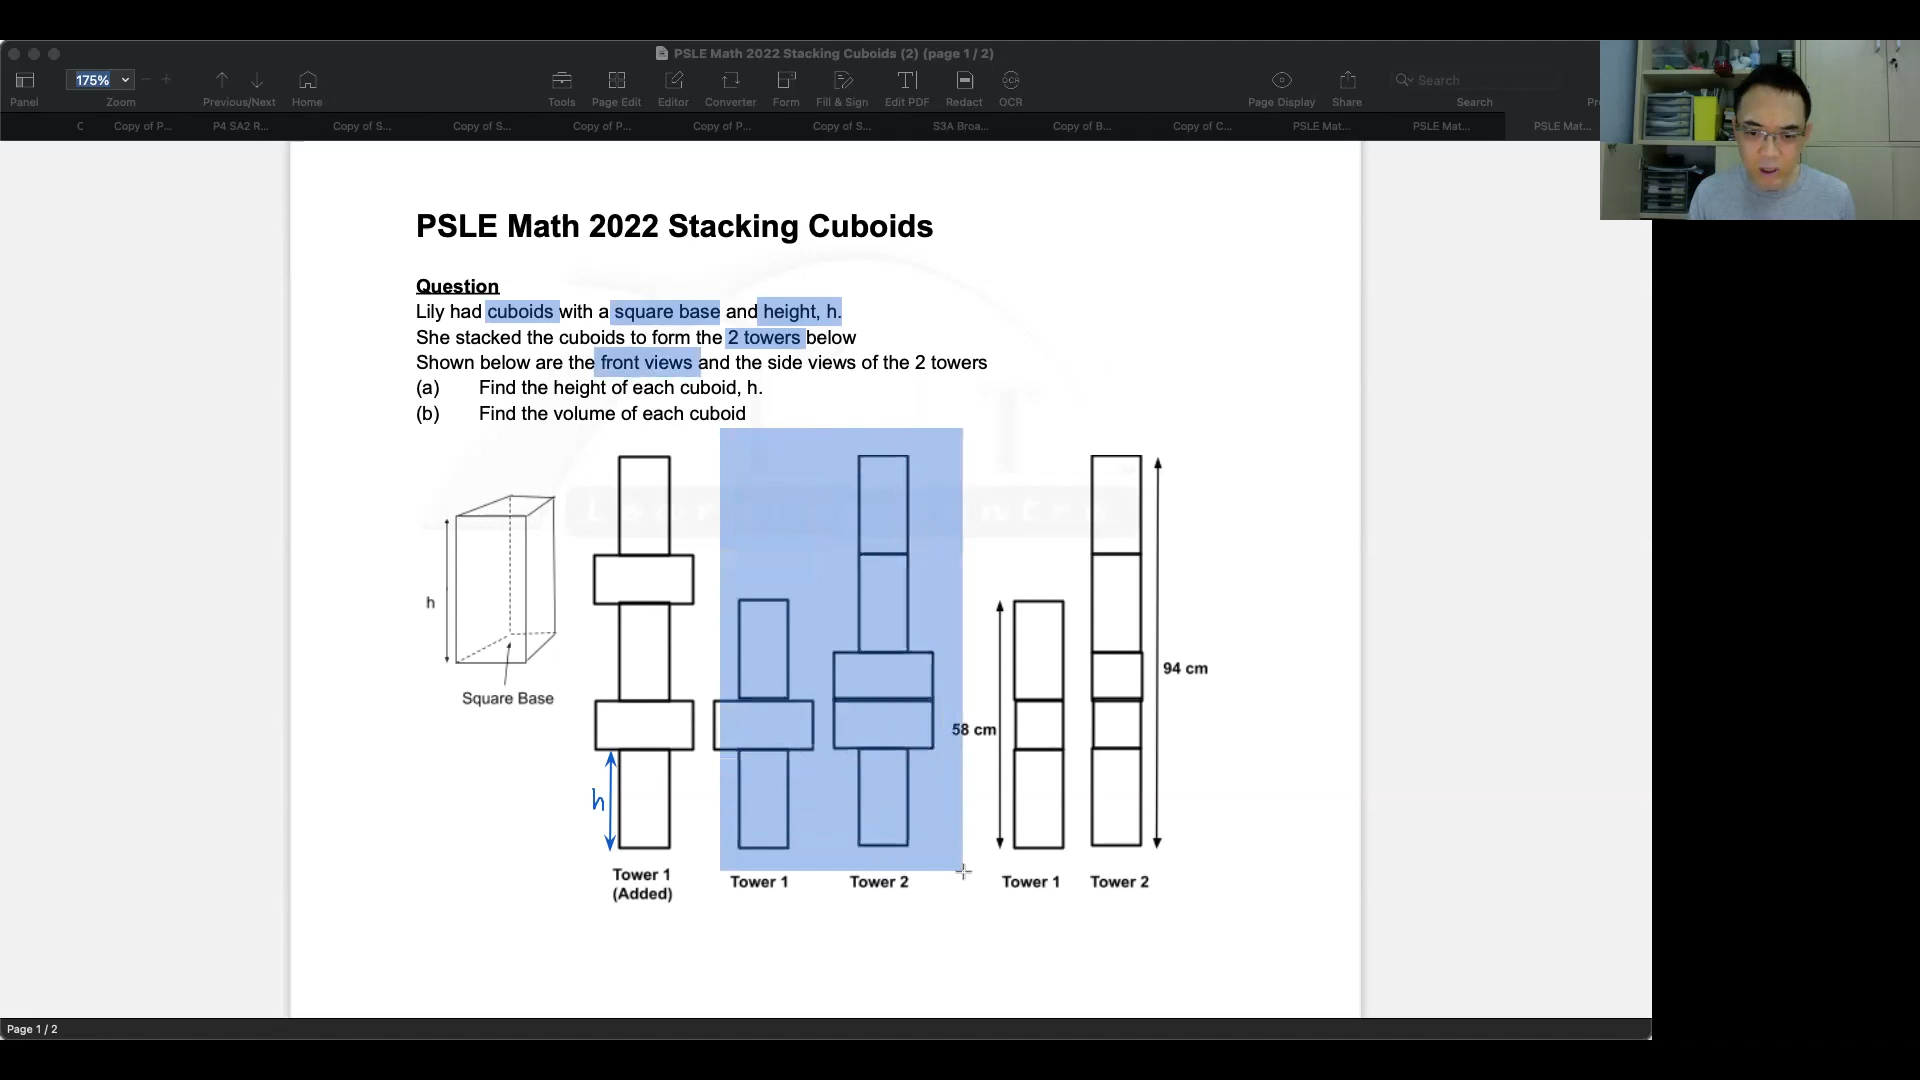 PSLE Math 2022 Stacking Cuboids (2) (page 1 / 2)
175%
Search
Panel
Zoom
Previous/Next
Home
Tools
Page Edit
Editor
Converter
Form
Fill & Sign
Edit PDF
Redact
OCR
Page Display
Share
Search
C
Copy of P...
P4 SA2 R...
Copy of S...
Copy of S...
Copy of P...
Copy of P...
Copy of S...
S3A Broa...
Copy of B...
Copy of C...
PSLE Mat...
PSLE Mat...
PSLE Mat...
PSLE Math 2022 Stacking Cuboids
Question
Lily had cuboids with a square base and height, h.
She stacked the cuboids to form the 2 towers below
Shown below are the front views and the side views of the 2 towers
(a) Find the height of each cuboid, h.
(b) Find the volume of each cuboid
h
Square Base
h
58 cm
94 cm
Tower 1
(Added)
Tower 1
Tower 2
Tower 1
Tower 2
Page 1 / 2